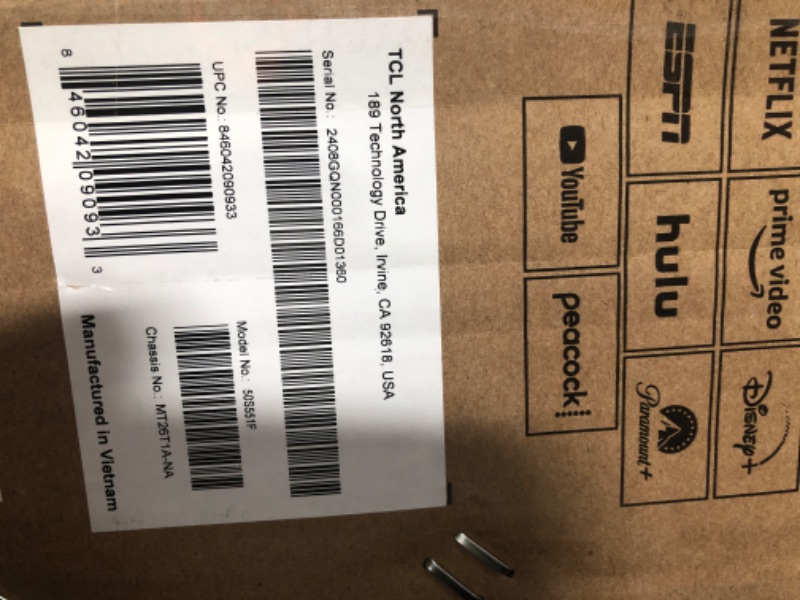 NETFLIX
prime video
Disney+
ESPN
hulu
Paramount+
YouTube
peacock
TCL North America
189 Technology Drive, Irvine, CA 92618, USA
Serial No.: 2408GQN000166D01360
UPC No.: 846042090933
8 46042 09093 3
Model No.: 50S551F
Chassis No.: MT26T1A-NA
Manufactured in Vietnam